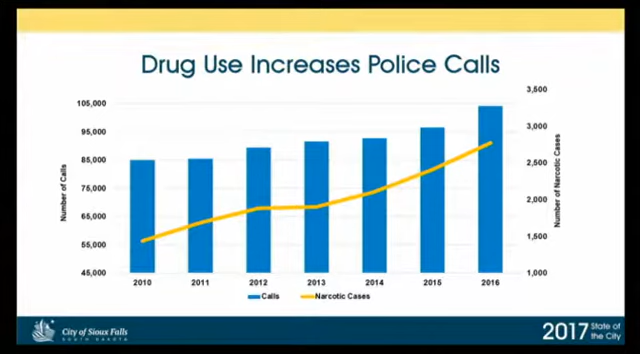 Drug Use Increases Police Calls
105,000
95,000
85,000
75,000
65,000
55,000
45,000
Number of Calls
3,500
3,000
2,500
2,000
1,500
1,000
Number of Narcotic Cases
2010 2011 2012 2013 2014 2015 2016
Calls Narcotic Cases
City of Sioux Falls
SOUTH DAKOTA
2017 State of
the City